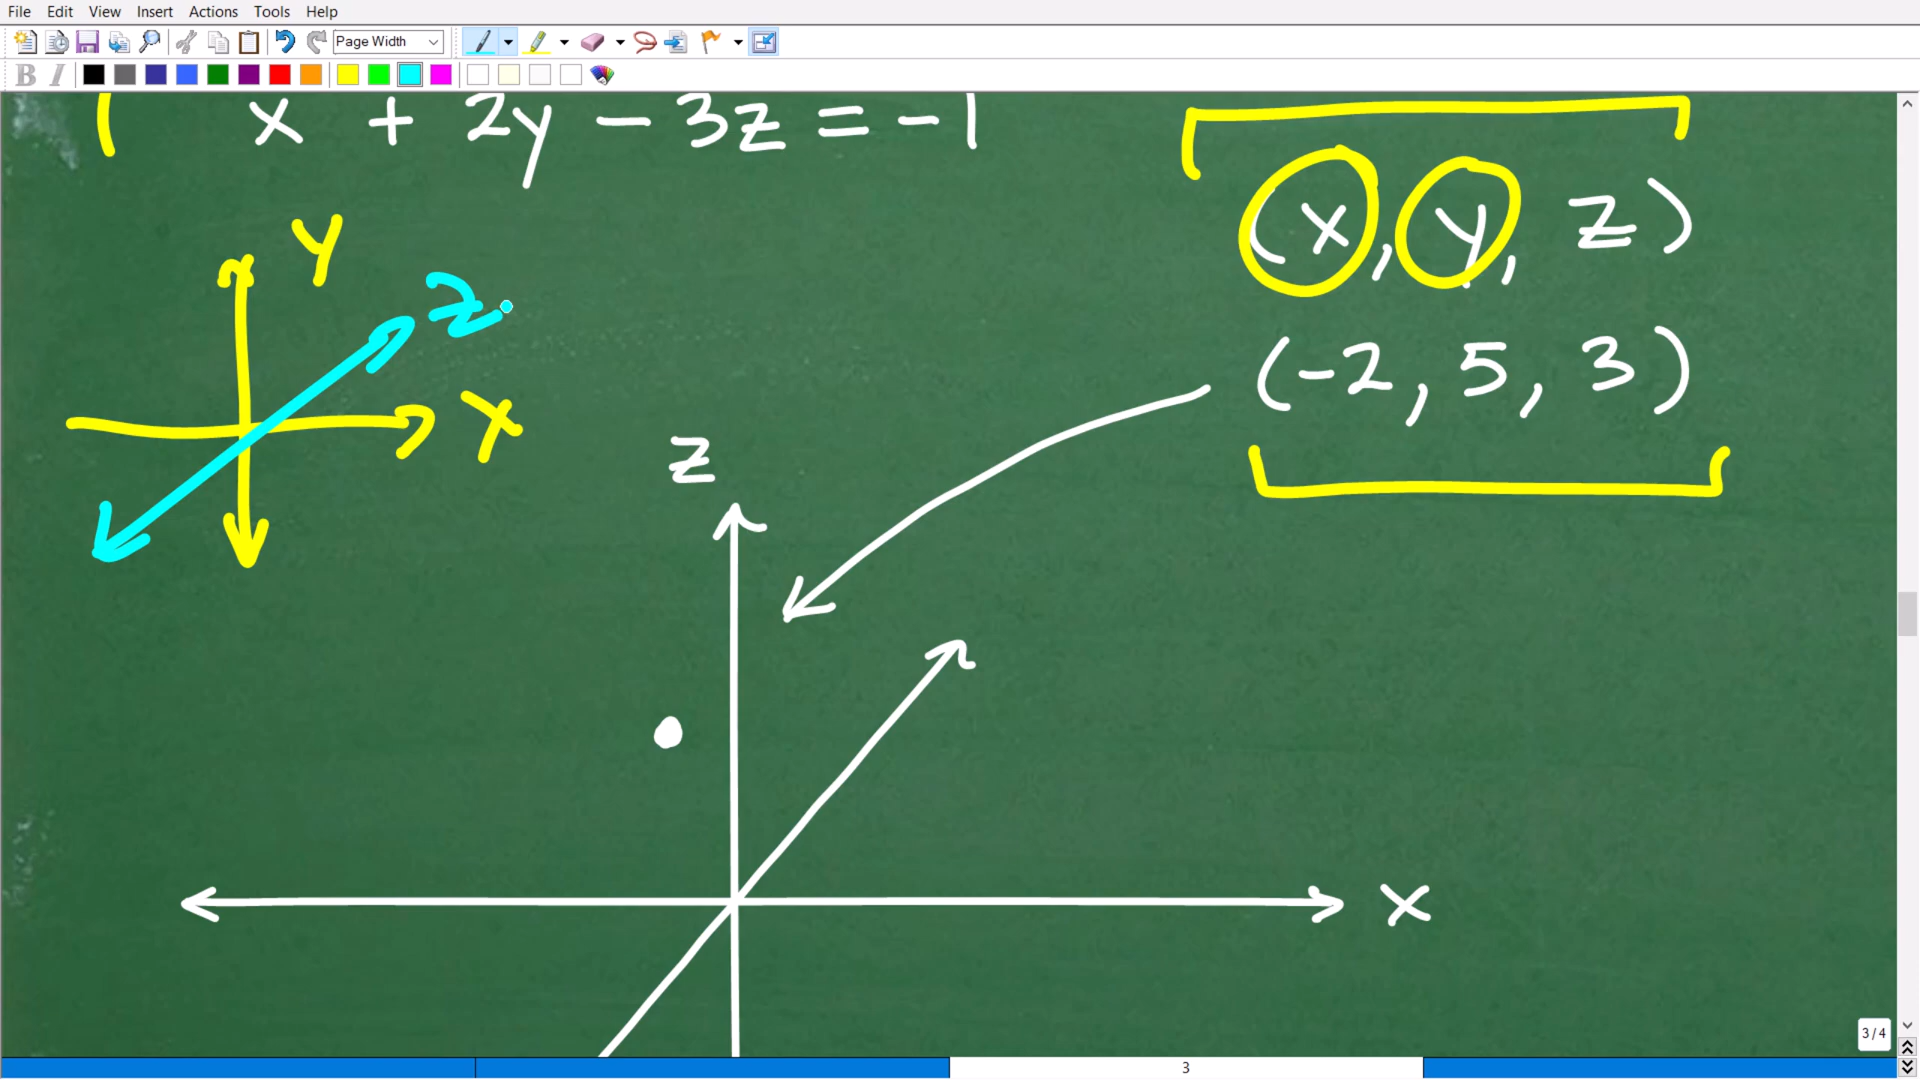 File Edit View Insert Actions Tools Help
Page Width
B I
x + 2y - 3z = -1
(x, y, z)
y
z
(-2, 5, 3)
x
z
x
3/4
3